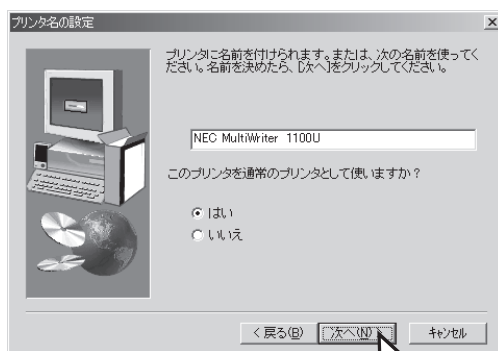 プリンタ名の設定
プリンタに名前を付けられます。または、次の名前を使ってく
ださい。名前を決めたら、[次へ]をクリックしてください。
NEC MultiWriter 1100U
このプリンタを通常のプリンタとして使いますか？
はい
いいえ
< 戻る(B) 次へ(N) > キャンセル